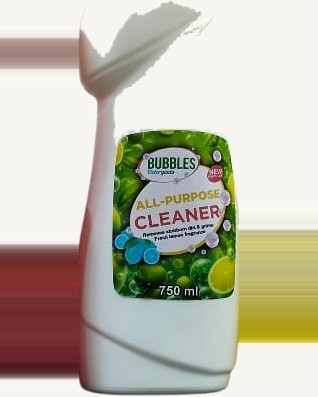 BUBBLES
Detergents
NEW
ALL-PURPOSE
CLEANER
Removes stubborn dirt & grime
Fresh lemon fragrance
750 ml